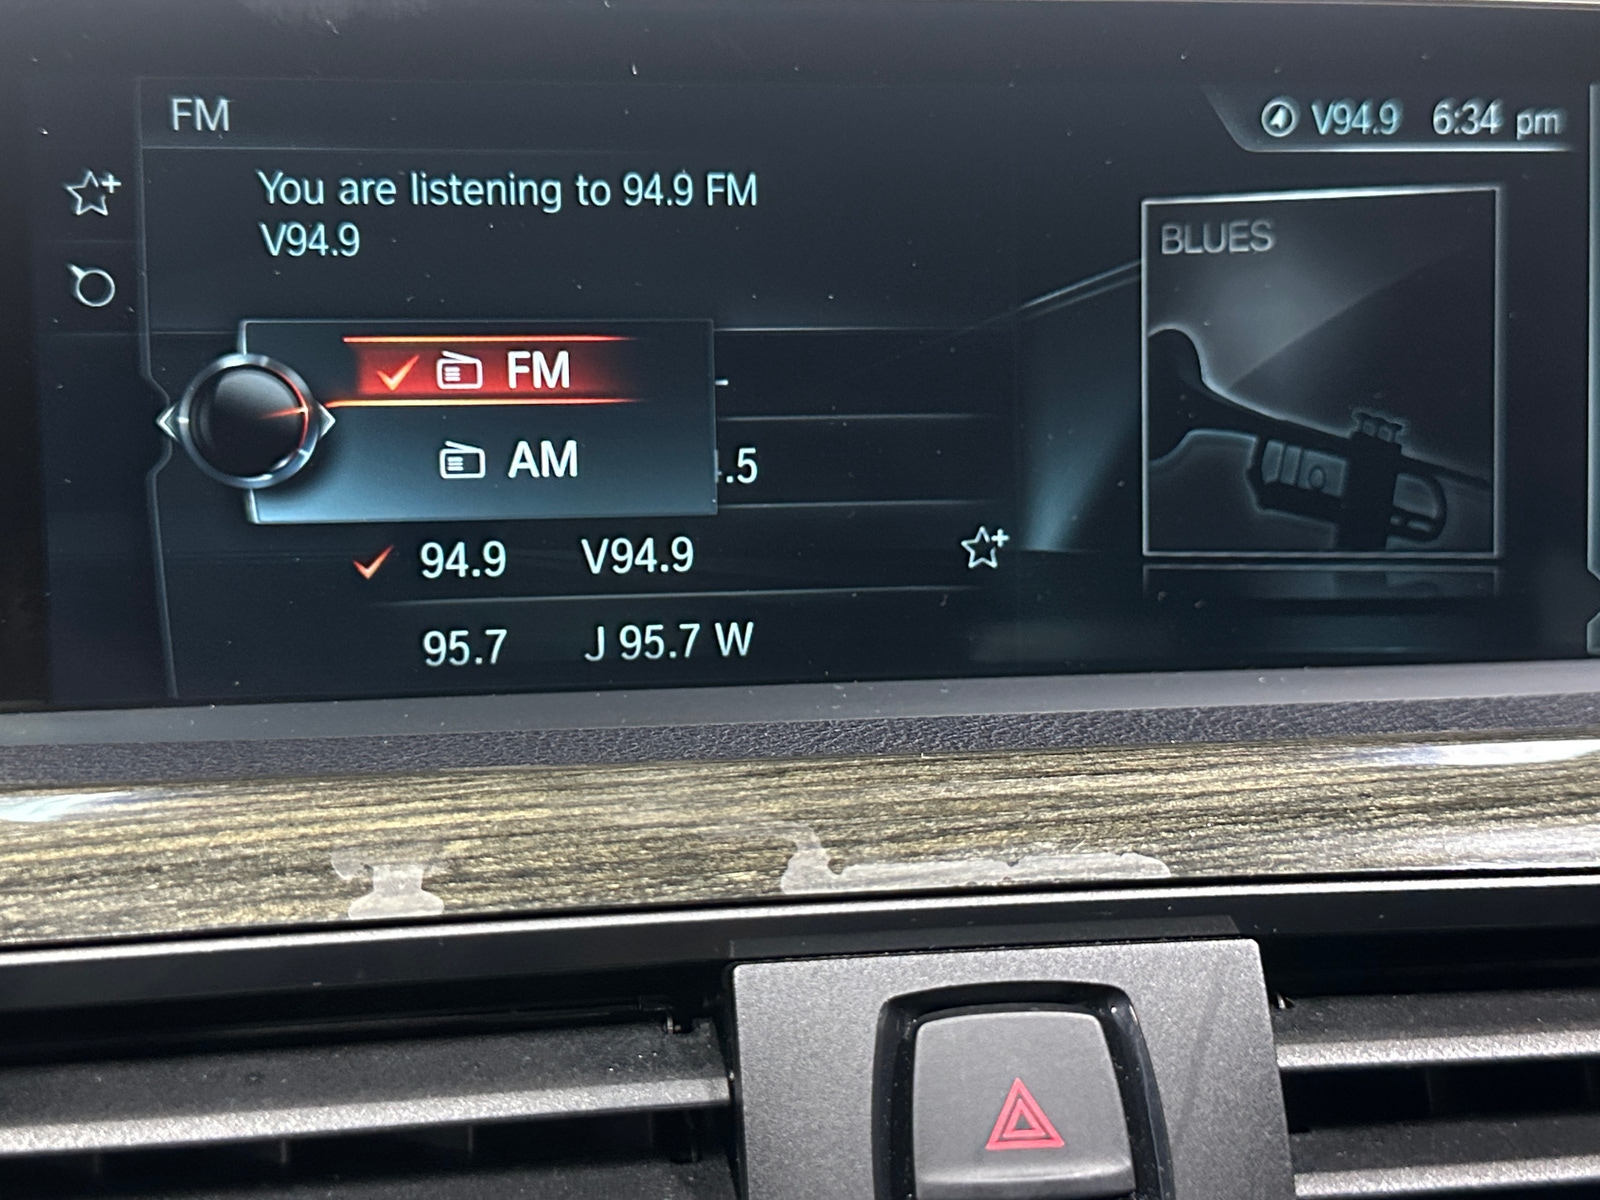 FM
V94.9 6:34 pm
You are listening to 94.9 FM
V94.9
BLUES
FM
AM
.5
94.9 V94.9
95.7 J 95.7 W